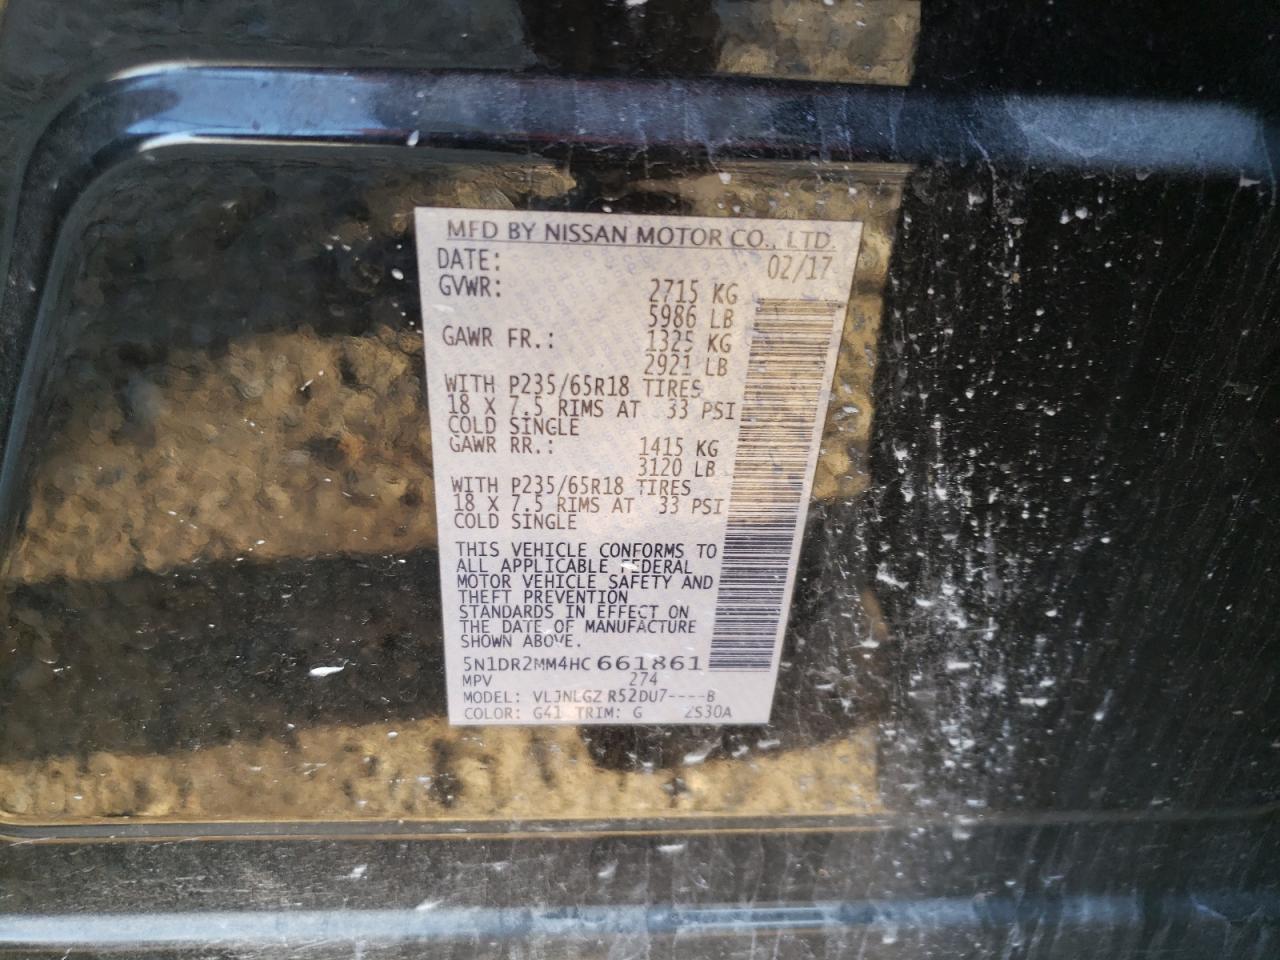 MFD BY NISSAN MOTOR CO., LTD.
DATE: 02/17
GVWR: 2715 KG
5986 LB
GAWR FR.: 1325 KG
2921 LB
WITH P235/65R18 TIRES
18 X 7.5 RIMS AT 33 PSI
COLD SINGLE
GAWR RR.: 1415 KG
3120 LB
WITH P235/65R18 TIRES
18 X 7.5 RIMS AT 33 PSI
COLD SINGLE
THIS VEHICLE CONFORMS TO
ALL APPLICABLE FEDERAL
MOTOR VEHICLE SAFETY AND
THEFT PREVENTION
STANDARDS IN EFFECT ON
THE DATE OF MANUFACTURE
SHOWN ABOVE.
5N1DR2MM4HC661861
MPV 274
MODEL: R52DU7----B
COLOR: G41 TRIM: G